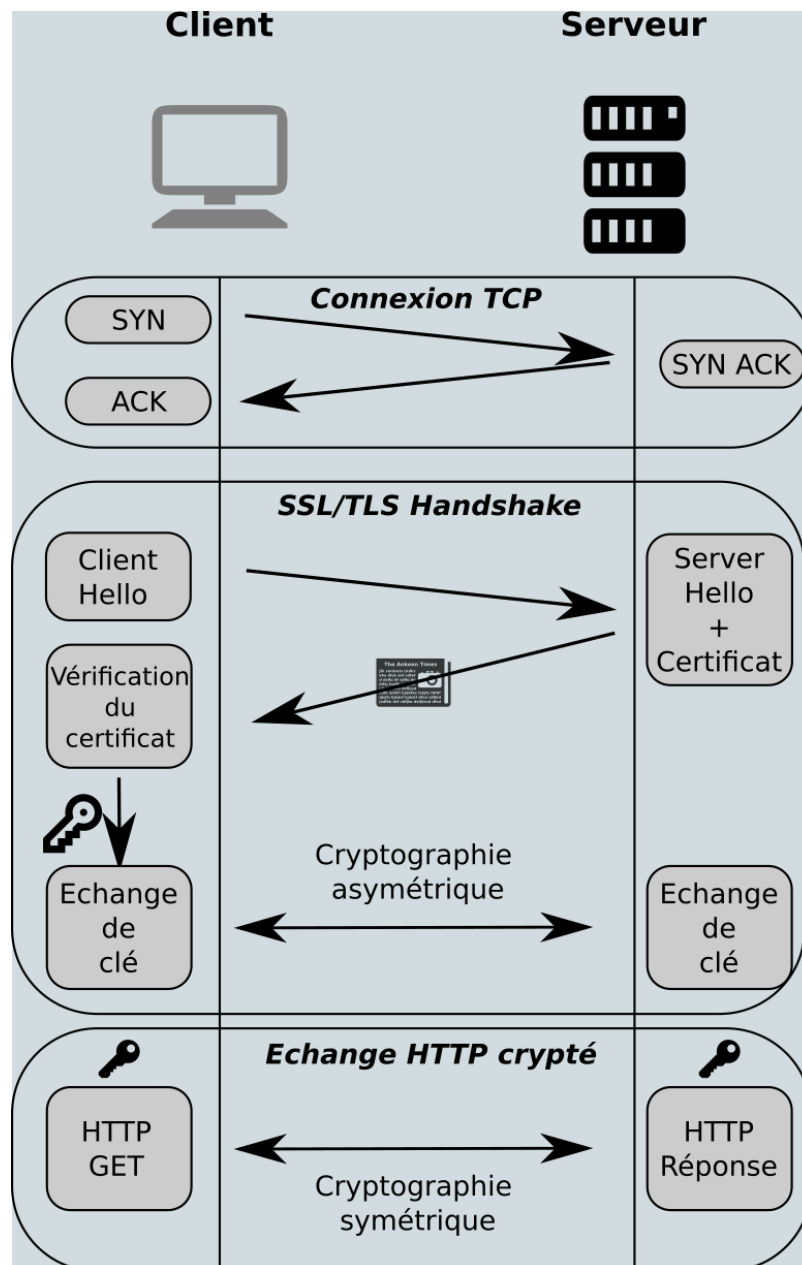 Client
Serveur
Connexion TCP
SYN
SYN ACK
ACK
SSL/TLS Handshake
Client
Hello
Server
Hello
+
Certificat
The Ankeen Times
Vérification
du
certificat
Cryptographie
asymétrique
Echange
de
clé
Echange
de
clé
Echange HTTP crypté
HTTP
GET
HTTP
Réponse
Cryptographie
symétrique